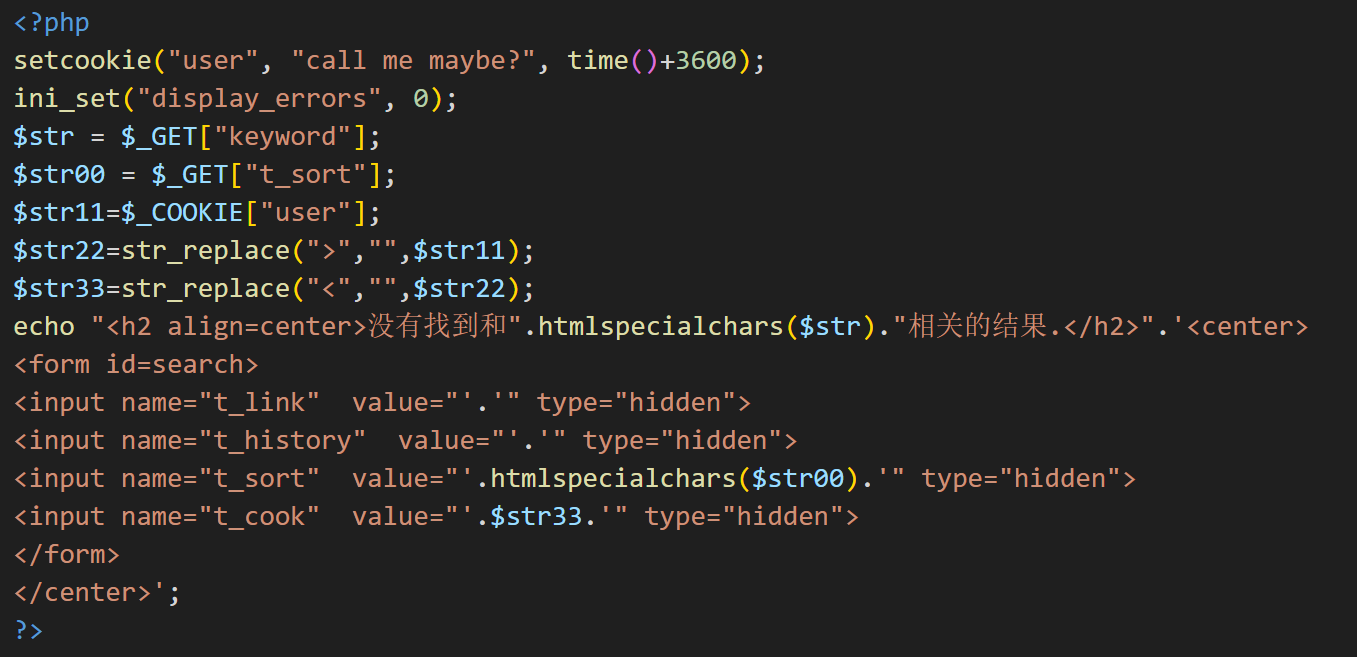 <?php
setcookie("user", "call me maybe?", time()+3600);
ini_set("display_errors", 0);
$str = $_GET["keyword"];
$str00 = $_GET["t_sort"];
$str11=$_COOKIE["user"];
$str22=str_replace(">","",$str11);
$str33=str_replace("<","",$str22);
echo "<h2 align=center>没有找到和".htmlspecialchars($str)."相关的结果.</h2>".'<center>
<form id=search>
<input name="t_link"  value="'.'" type="hidden">
<input name="t_history"  value="'.'" type="hidden">
<input name="t_sort"  value="'.htmlspecialchars($str00).'" type="hidden">
<input name="t_cook"  value="'.$str33.'" type="hidden">
</form>
</center>';
?>